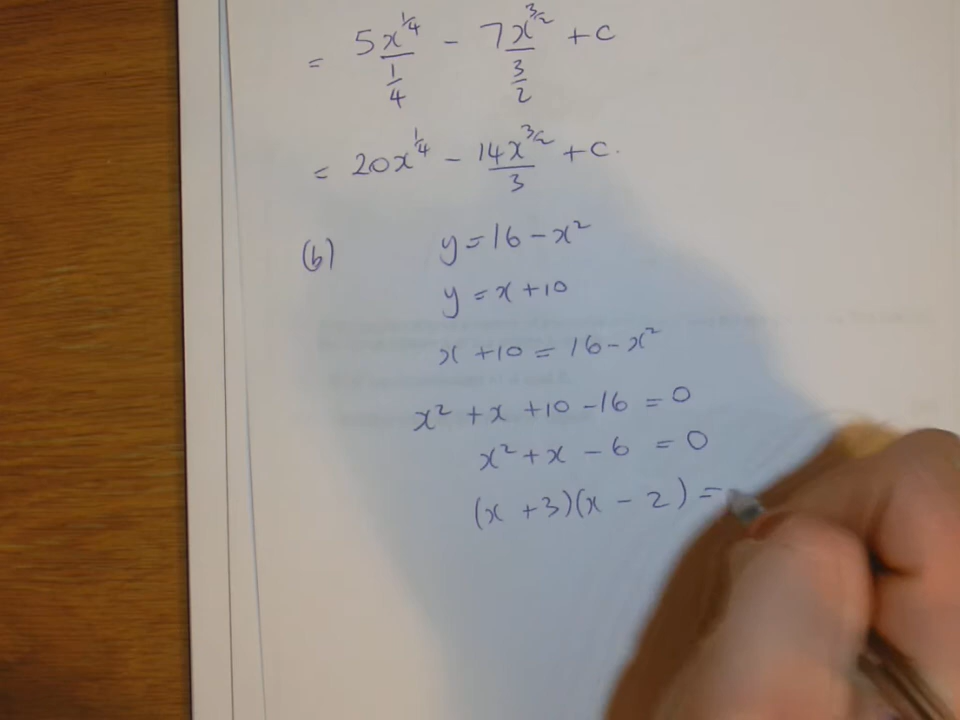 = 5x^1/4 / 1/4 - 7x^3/2 / 3/2 + c
= 20x^1/4 - 14x^3/2 / 3 + c.
(b) y = 16 - x²
y = x + 10
x + 10 = 16 - x²
x² + x + 10 - 16 = 0
x² + x - 6 = 0
(x + 3)(x - 2) =